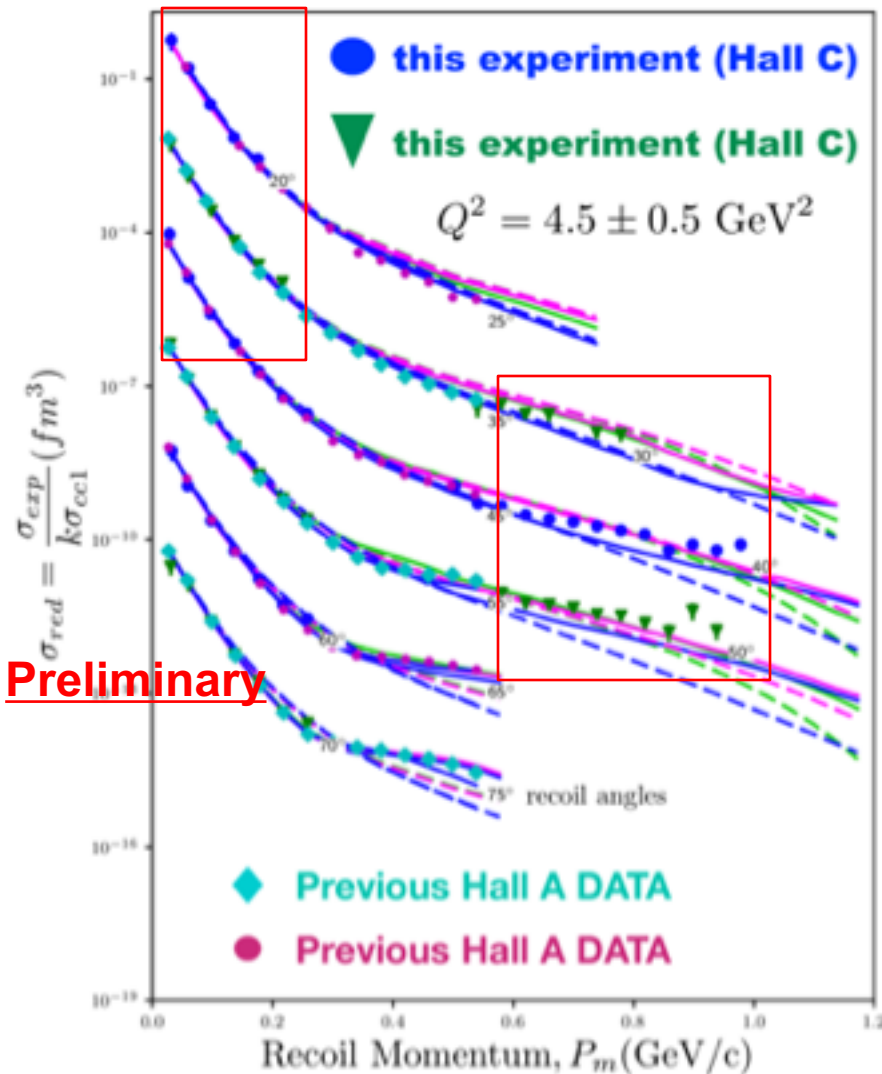 this experiment (Hall C)
this experiment (Hall C)
Q² = 4.5 ± 0.5 GeV²
10⁻¹
10⁻⁴
10⁻⁷
10⁻¹⁰
10⁻¹⁶
10⁻¹⁹
σ_red = σ_exp / kσ_cc1 (fm³)
20°
25°
35°
30°
45°
40°
50°
60°
65°
70°
75° recoil angles
Preliminary
Previous Hall A DATA
Previous Hall A DATA
0.0 0.2 0.4 0.6 0.8 1.0 1.2
Recoil Momentum, P_m(GeV/c)